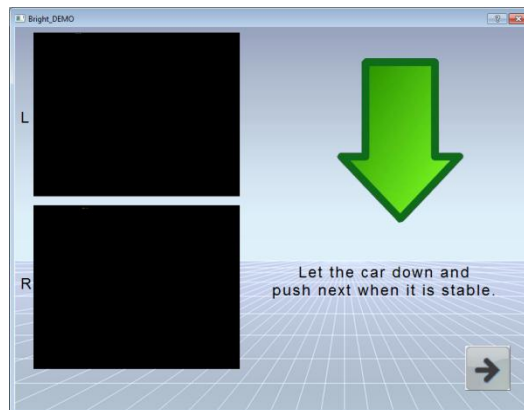 Bright_DEMO
L
R
Let the car down and
push next when it is stable.